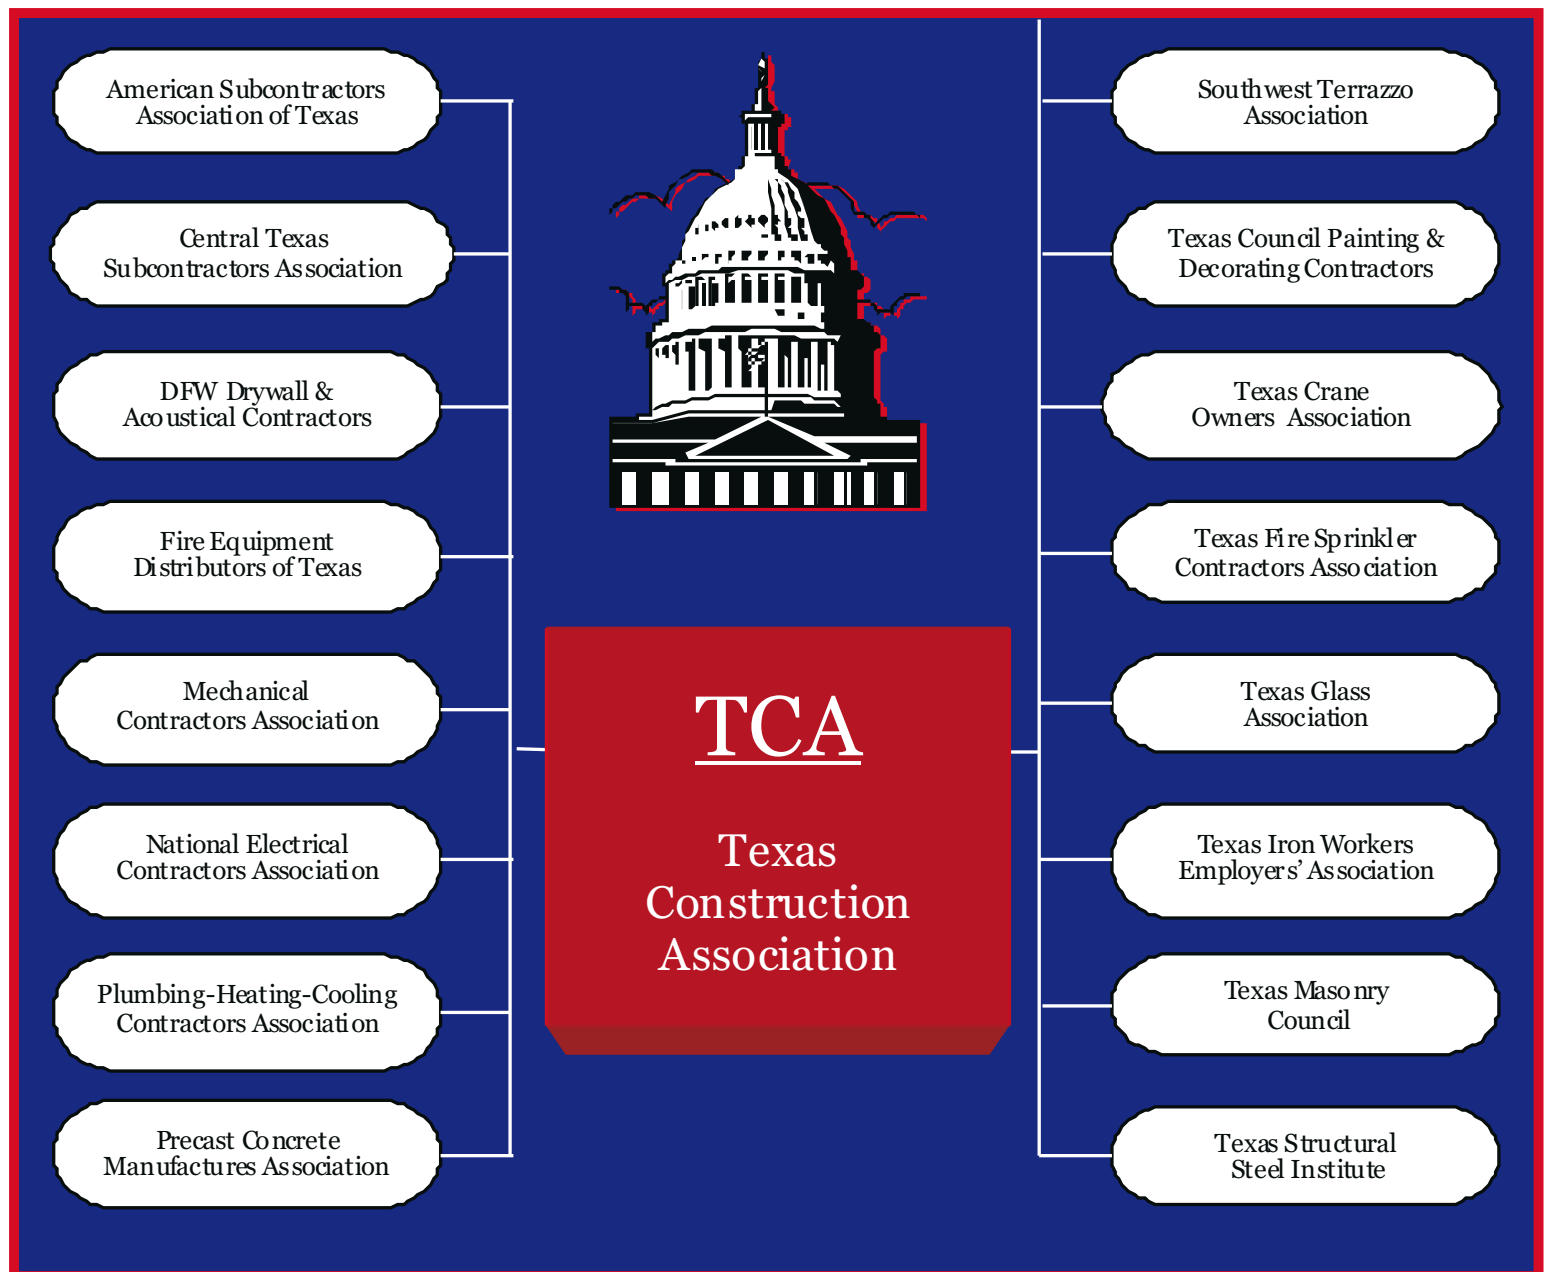 American Subcontractors
Association of Texas
Central Texas
Subcontractors Association
DFW Drywall &
Acoustical Contractors
Fire Equipment
Distributors of Texas
Mechanical
Contractors Association
National Electrical
Contractors Association
Plumbing-Heating-Cooling
Contractors Association
Precast Concrete
Manufactures Association
TCA
Texas
Construction
Association
Southwest Terrazzo
Association
Texas Council Painting &
Decorating Contractors
Texas Crane
Owners Association
Texas Fire Sprinkler
Contractors Association
Texas Glass
Association
Texas Iron Workers
Employers’ Association
Texas Masonry
Council
Texas Structural
Steel Institute